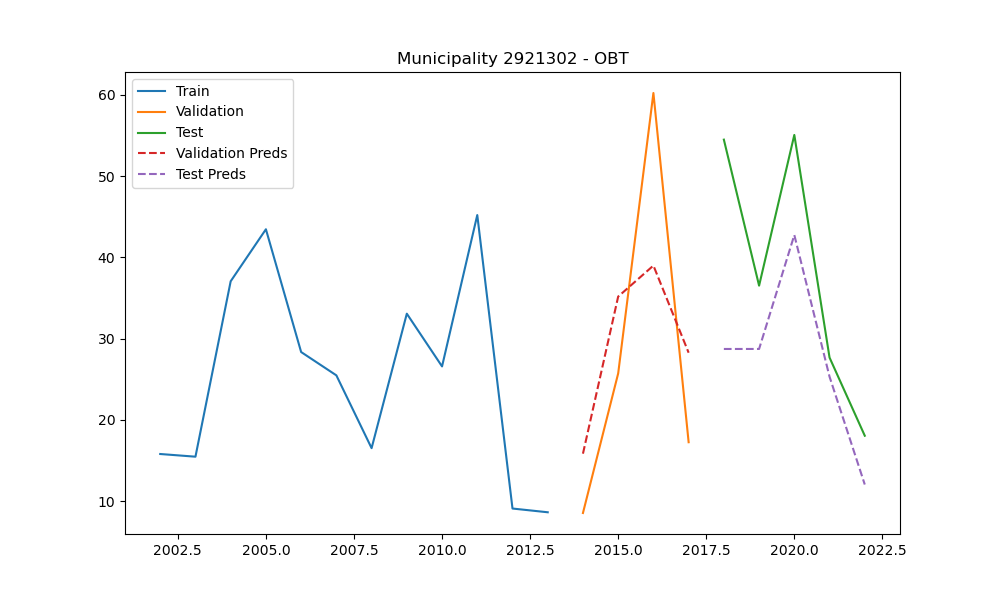 Municipality 2921302 - OBT
Train
Validation
Test
Validation Preds
Test Preds
60
50
40
30
20
10
2002.5 2005.0 2007.5 2010.0 2012.5 2015.0 2017.5 2020.0 2022.5